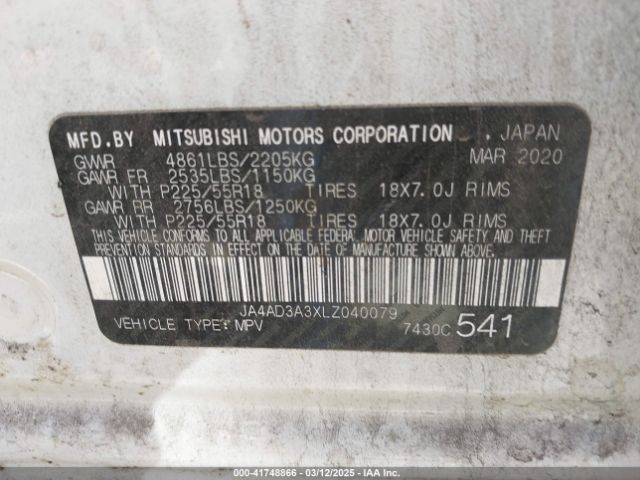 MFD.BY MITSUBISHI MOTORS CORPORATION , JAPAN
GVWR 4861LBS/2205KG MAR 2020
GAWR FR 2535LBS/1150KG
WITH P225/55R18 TIRES 18X7.0J RIMS
GAWR RR 2756LBS/1250KG
WITH P225/55R18 TIRES 18X7.0J RIMS
THIS VEHICLE CONFORMS TO ALL APPLICABLE FEDERAL MOTOR VEHICLE SAFETY AND THEFT
PREVENTION STANDARDS IN EFFECT ON THE DATE OF MANUFACTURE SHOWN ABOVE.
JA4AD3A3XLZ040079
VEHICLE TYPE:MPV 7430C 541
000-41748866 - 03/12/2025 - IAA Inc.